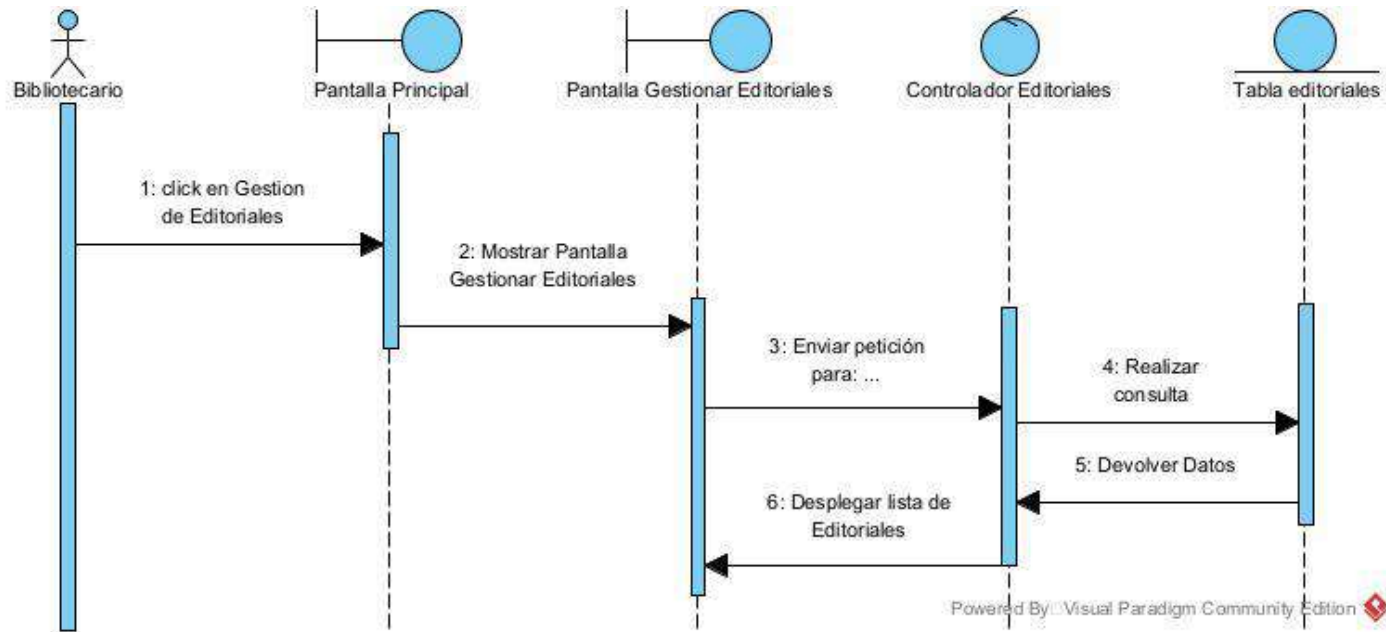 Bibliotecario
Pantalla Principal
Pantalla Gestionar Editoriales
Controlador Editoriales
Tabla editoriales
1: click en Gestion
de Editoriales
2: Mostrar Pantalla
Gestionar Editoriales
3: Enviar petición
para: ...
4: Realizar
consulta
5: Devolver Datos
6: Desplegar lista de
Editoriales
Powered By Visual Paradigm Community Edition